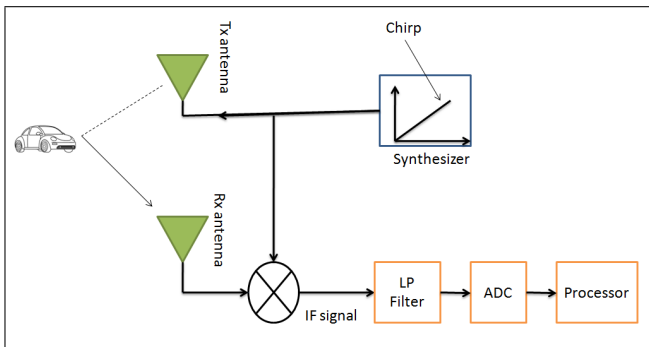 Chirp
Tx antenna
Synthesizer
Rx antenna
LP
Filter
ADC
Processor
IF signal